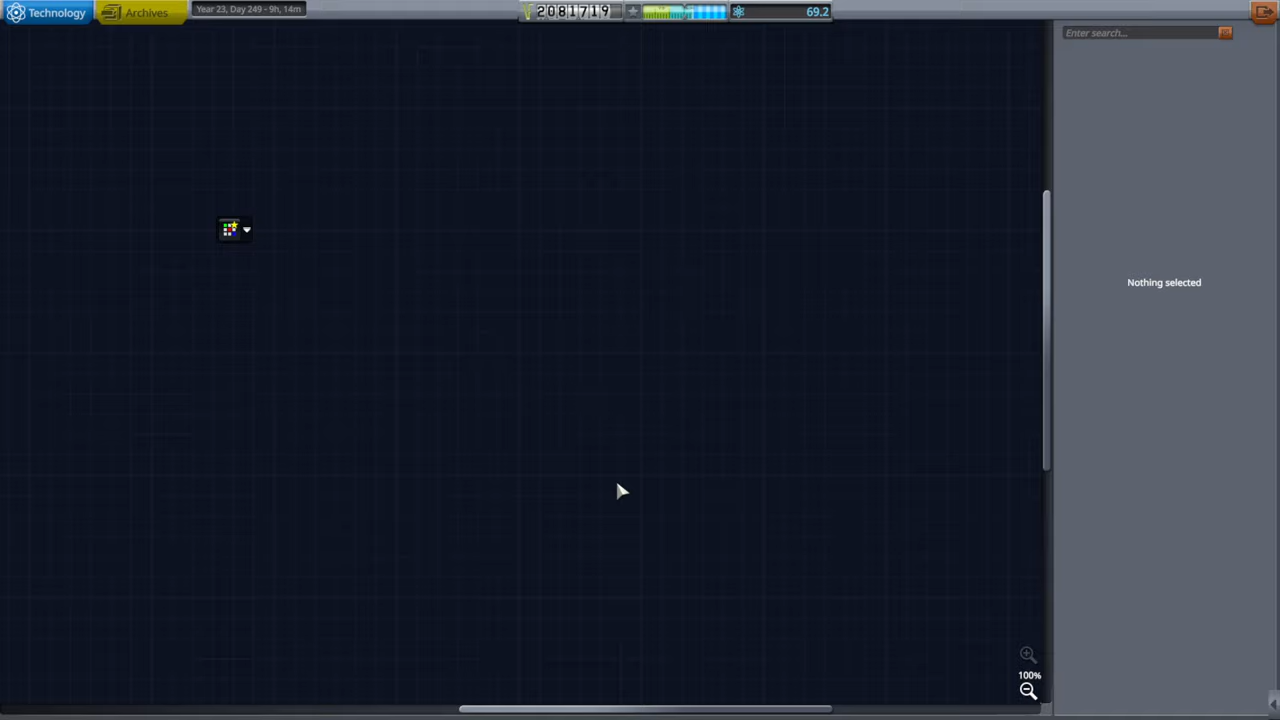 Technology
Archives
Year 23, Day 249 - 9h, 14m
2081719
69.2
Enter search...
Nothing selected
100%